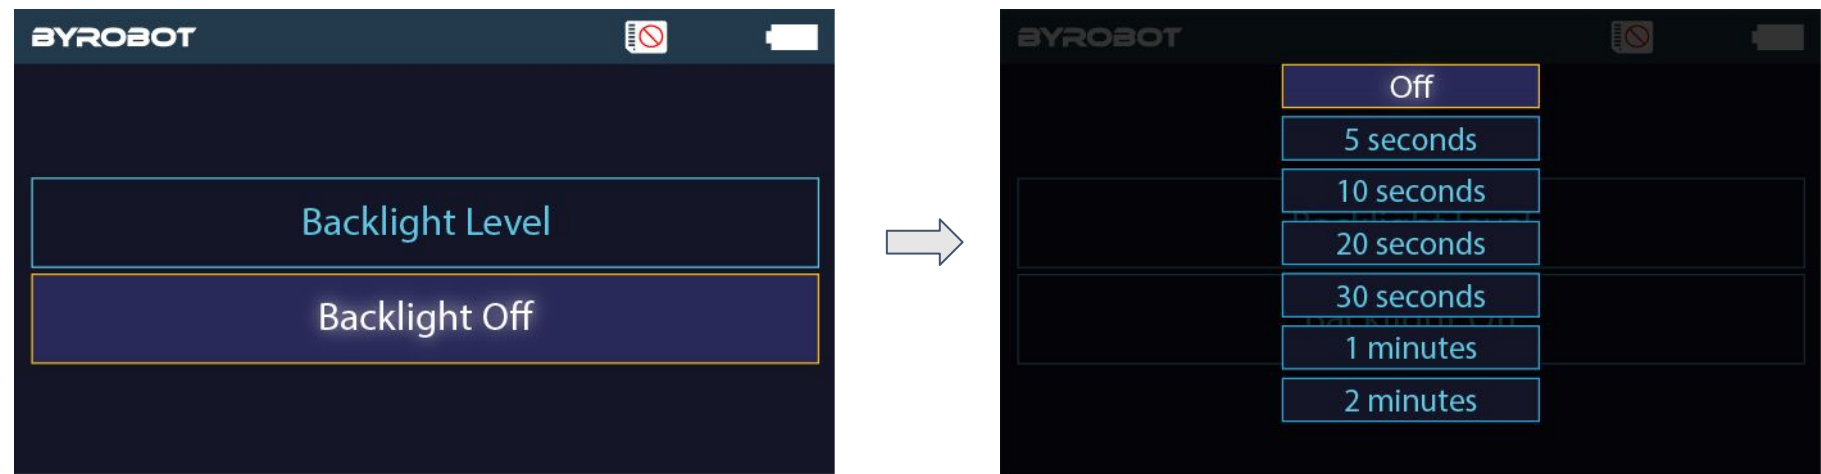 BYROBOT
Backlight Level
Backlight Off
BYROBOT
Off
5 seconds
10 seconds
20 seconds
30 seconds
1 minutes
2 minutes